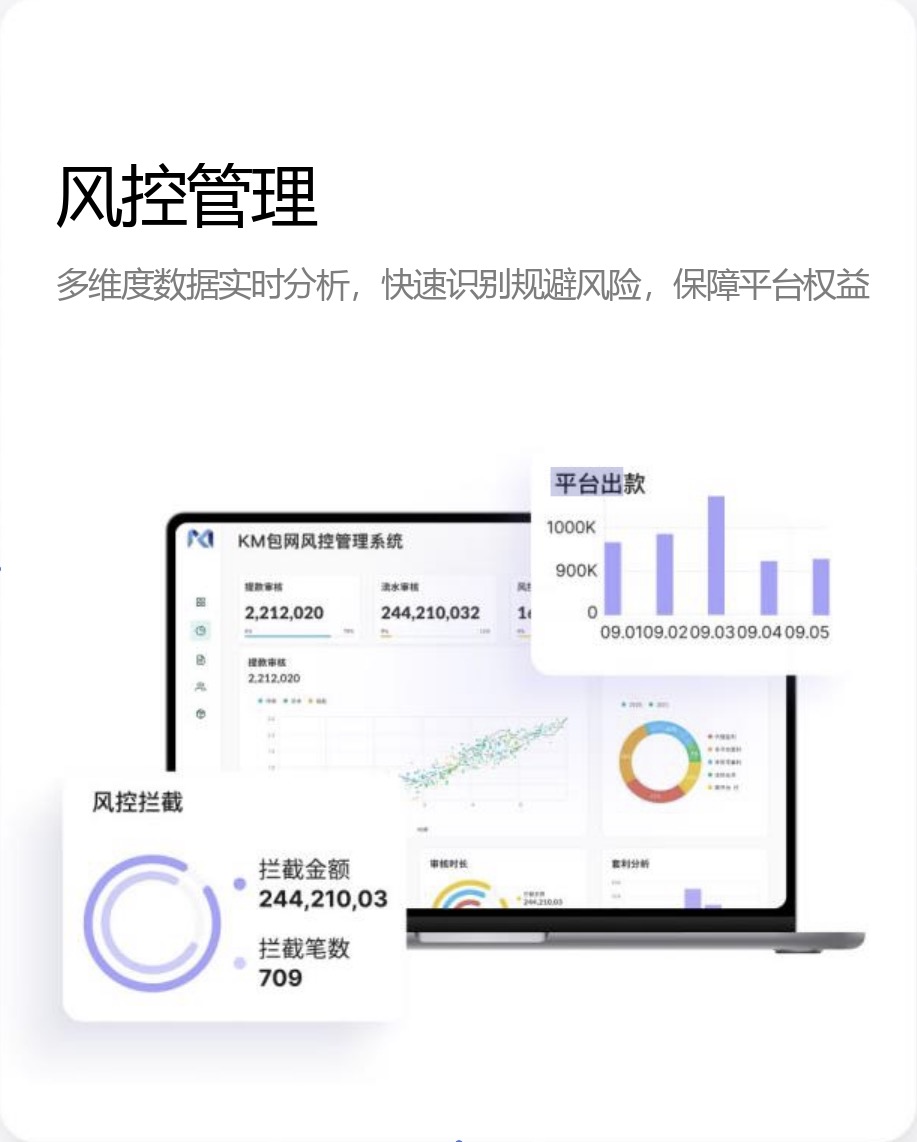 风控管理
多维度数据实时分析，快速识别规避风险，保障平台权益
平台出款
1000K
900K
0
09.01 09.02 09.03 09.04 09.05
KM包网风控管理系统
提款审核
2,212,020
流水审核
244,210,032
提款审核
2,212,020
风控拦截
拦截金额
244,210,03
拦截笔数
709
审核时长
244,210,03
套利分析